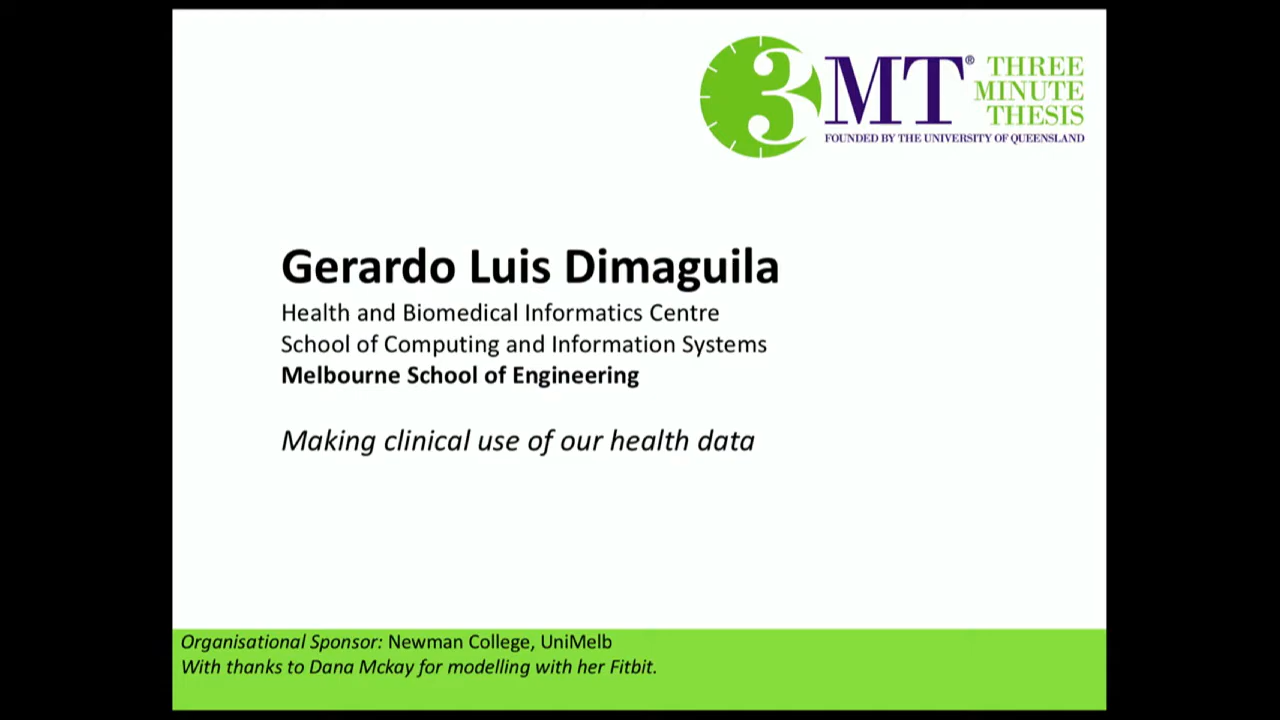 3MT® THREE
MINUTE
THESIS
FOUNDED BY THE UNIVERSITY OF QUEENSLAND
Gerardo Luis Dimaguila
Health and Biomedical Informatics Centre
School of Computing and Information Systems
Melbourne School of Engineering
Making clinical use of our health data
Organisational Sponsor: Newman College, UniMelb
With thanks to Dana Mckay for modelling with her Fitbit.